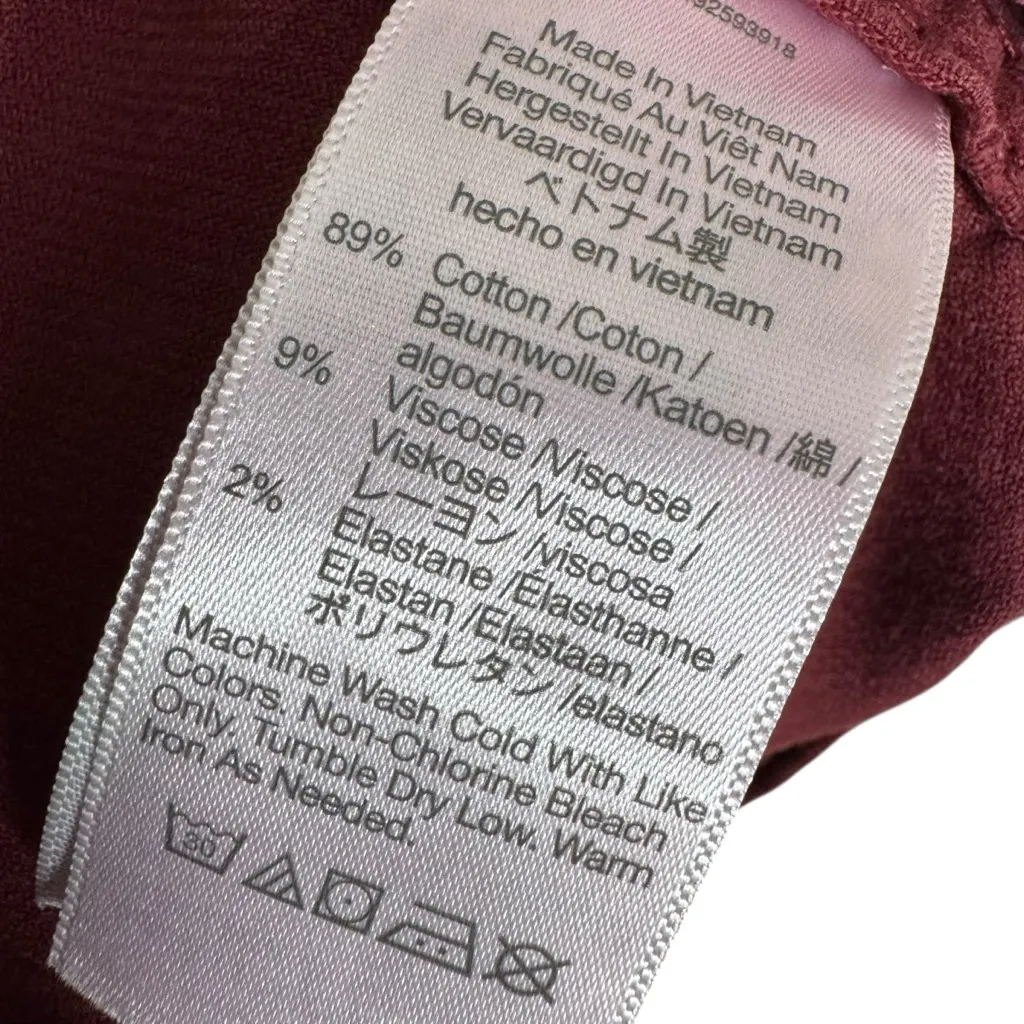 92593918
Made In Vietnam
Fabriqué Au Viêt Nam
Hergestellt In Vietnam
Vervaardigd In Vietnam
ベトナム製
hecho en vietnam
89% Cotton /Coton /
Baumwolle /Katoen /綿 /
algodón
9% Viscose /Viscose /
Viskose /Viscose /
レーヨン /viscosa
2% Elastane /Elasthanne /
Elastan /Elastaan /
ポリウレタン /elastano
Machine Wash Cold With Like
Colors. Non-Chlorine Bleach
Only. Tumble Dry Low. Warm
Iron As Needed.
30